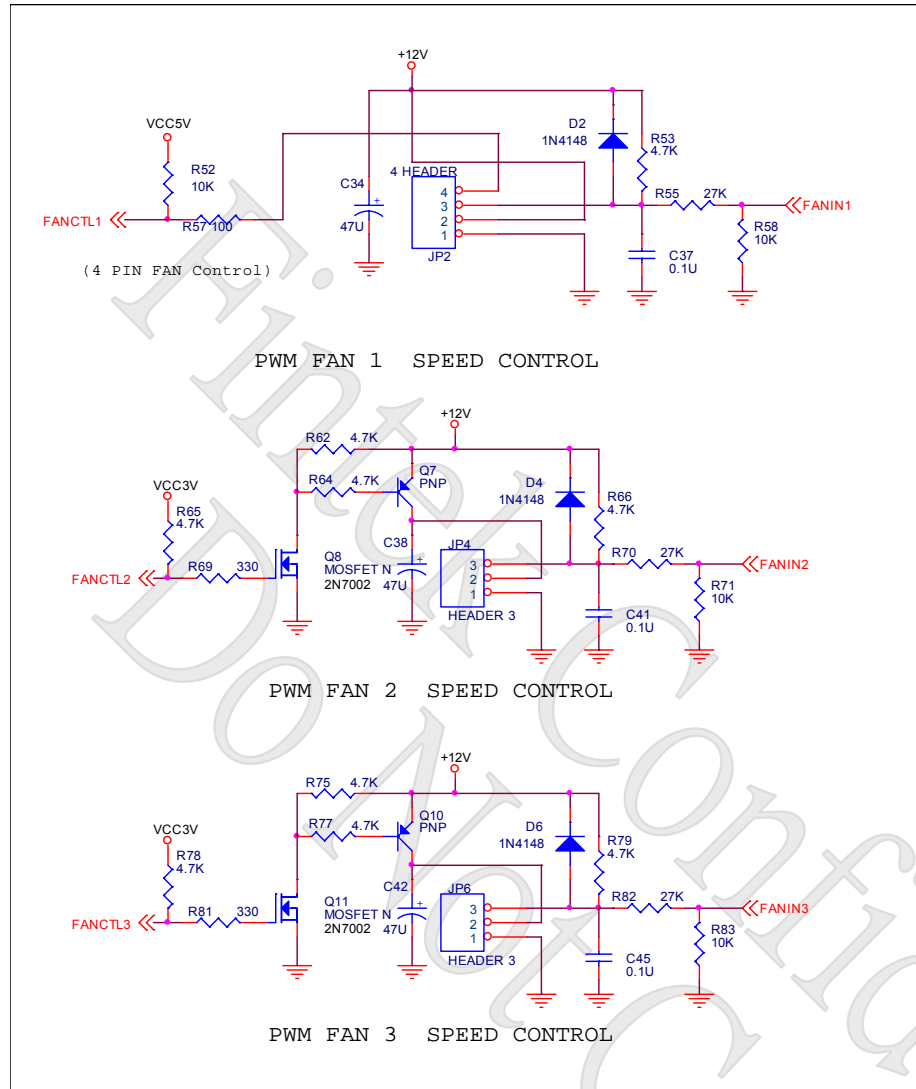 +12V
VCC5V
D2
1N4148
R53
4.7K
R52
10K
C34
47U
4 HEADER
4
3
2
1
JP2
R55
27K
FANCTL1
R57 100
FANIN1
R58
10K
C37
0.1U
(4 PIN FAN Control)
PWM FAN 1 SPEED CONTROL
+12V
R62
4.7K
R64
4.7K
Q7
PNP
VCC3V
R65
4.7K
D4
1N4148
R66
4.7K
C38
47U
JP4
3
2
1
HEADER 3
R70
27K
FANCTL2
R69
330
Q8
MOSFET N
2N7002
FANIN2
R71
10K
C41
0.1U
PWM FAN 2 SPEED CONTROL
+12V
R75
4.7K
R77
4.7K
Q10
PNP
VCC3V
R78
4.7K
D6
1N4148
R79
4.7K
C42
47U
JP6
3
2
1
HEADER 3
R82
27K
FANCTL3
R81
330
Q11
MOSFET N
2N7002
FANIN3
R83
10K
C45
0.1U
PWM FAN 3 SPEED CONTROL
Fintek Confid
Do Not C